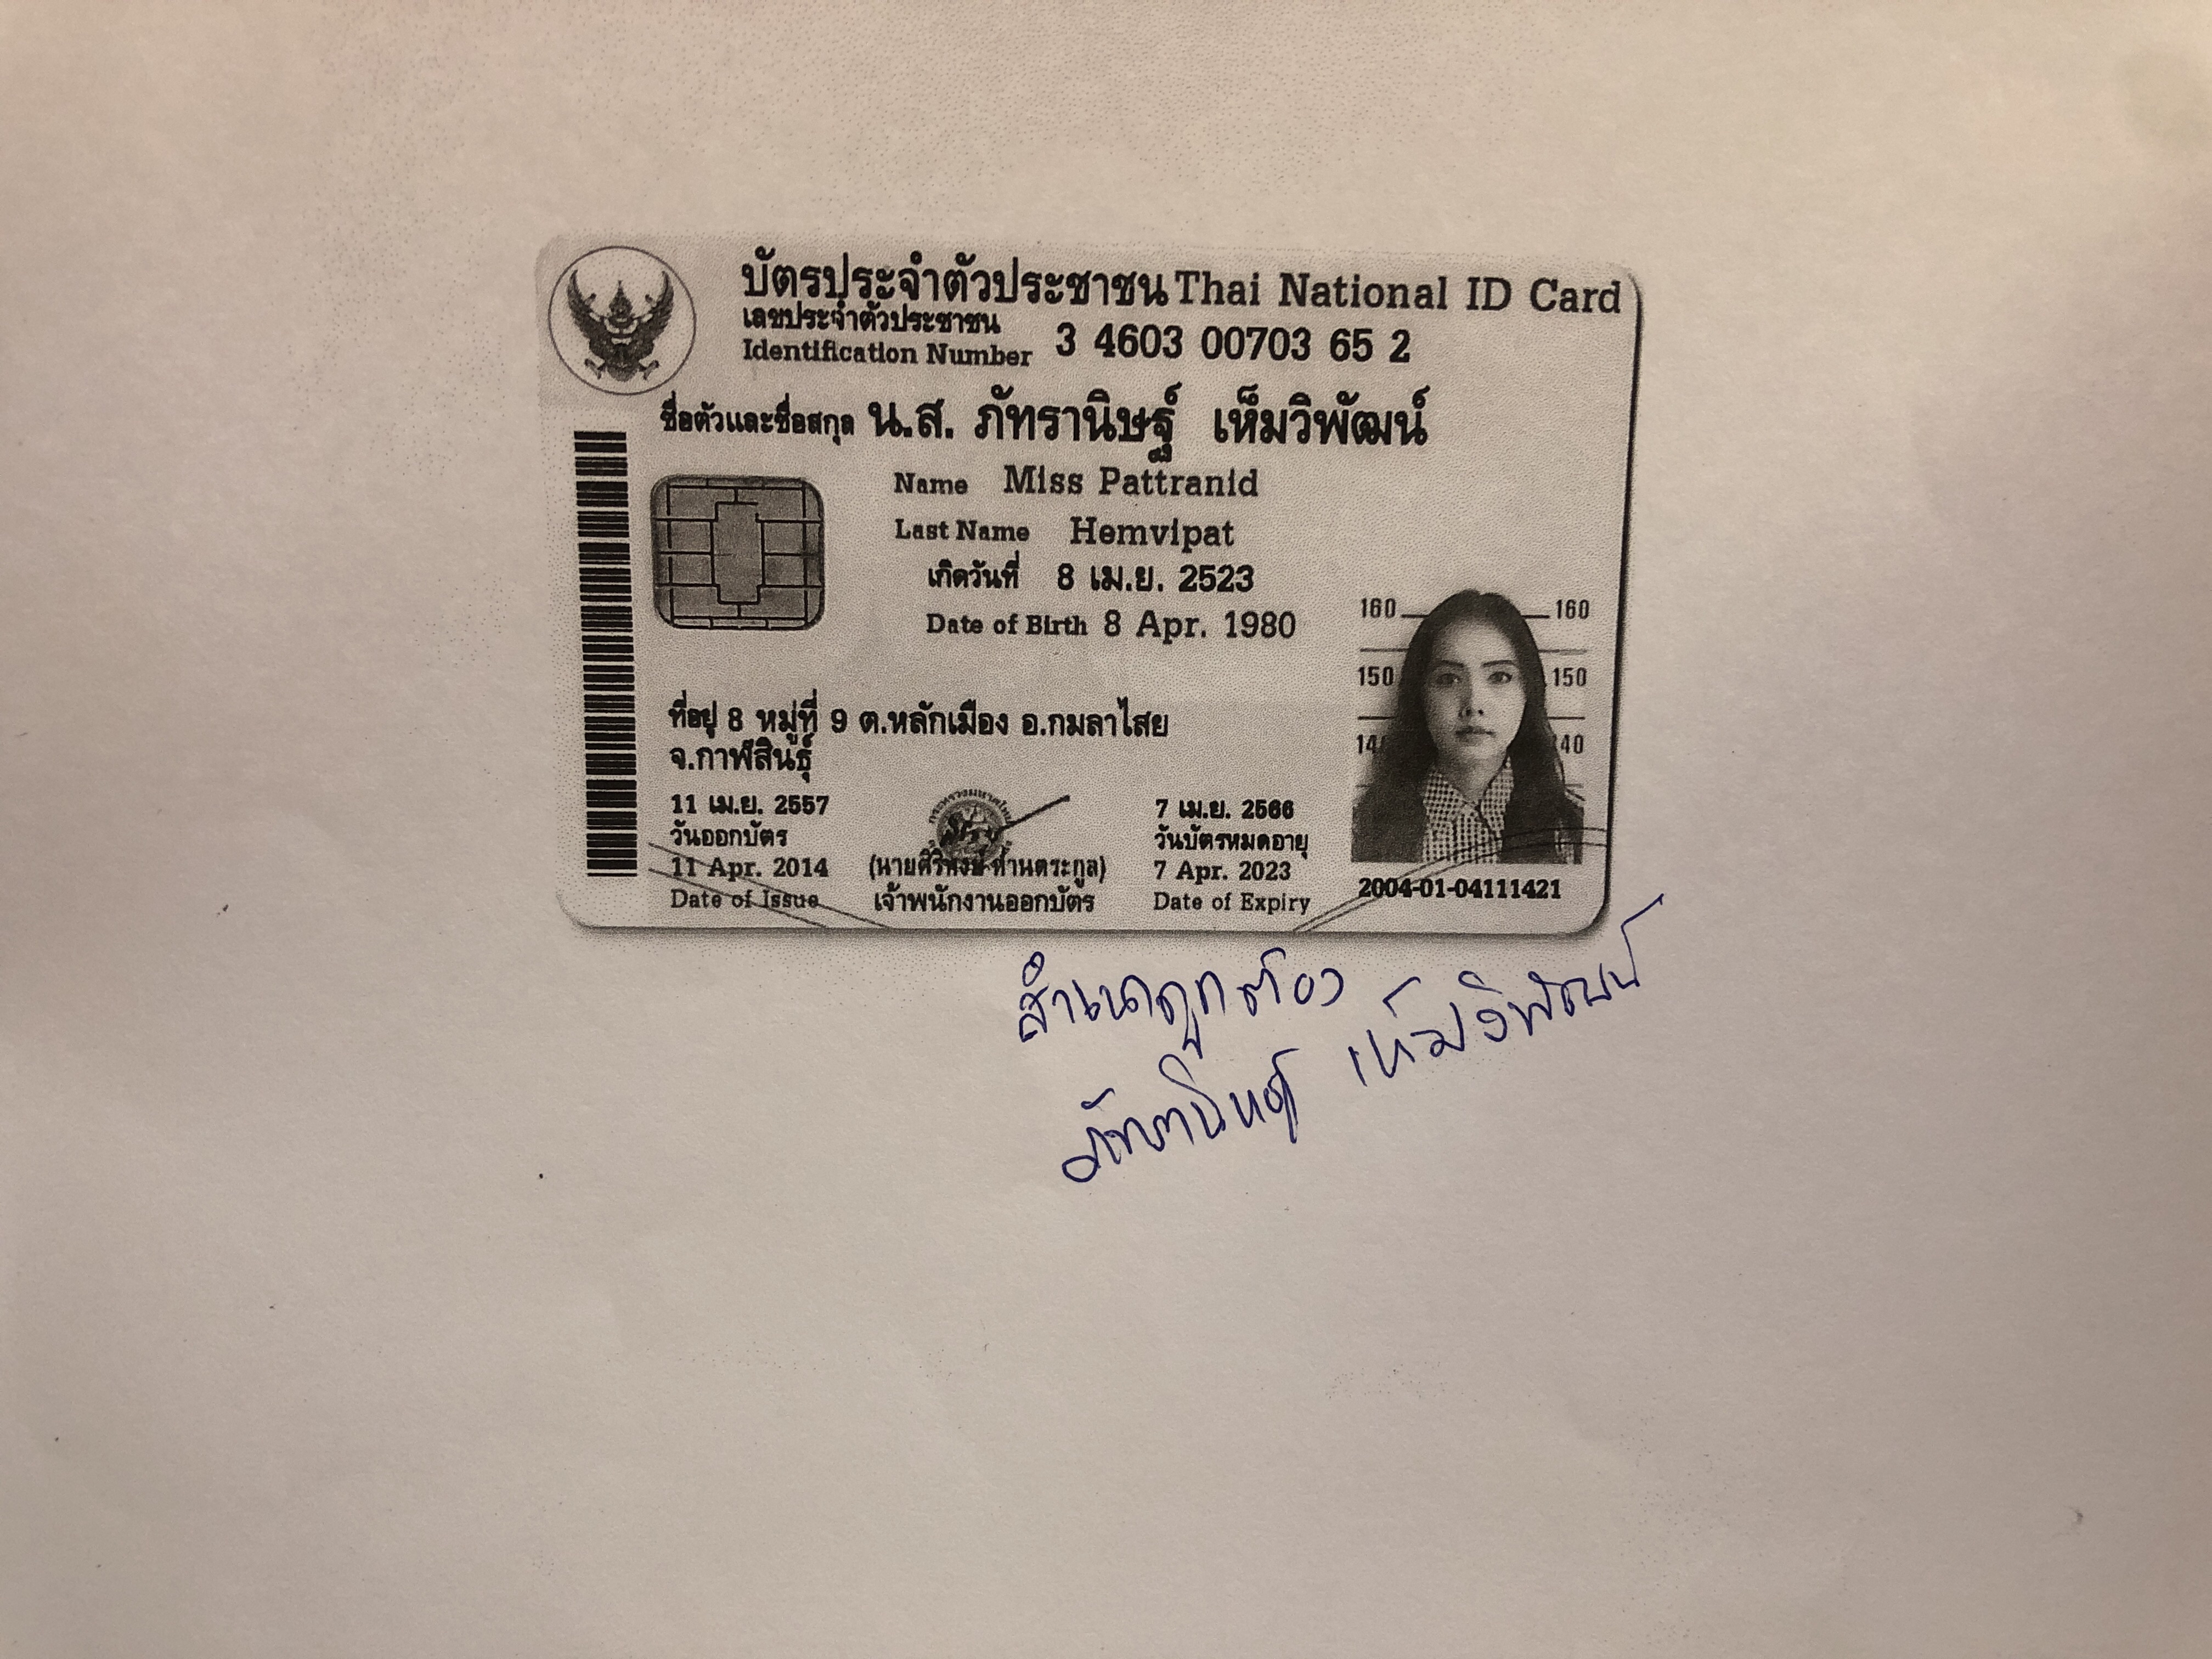 บัตรประจำตัวประชาชน Thai National ID Card
เลขประจำตัวประชาชน
Identification Number 3 4603 00703 65 2
ชื่อตัวและชื่อสกุล น.ส. ภัทรานิษฐ์ เห็มวิพัฒน์
Name Miss Pattranid
Last Name Hemvipat
เกิดวันที่ 8 เม.ย. 2523
Date of Birth 8 Apr. 1980
160 160
150 150
ที่อยู่ 8 หมู่ที่ 9 ต.หลักเมือง อ.กมลาไสย
จ.กาฬสินธุ์
11 เม.ย. 2557
วันออกบัตร
11 Apr. 2014
Date of Issue
เจ้าพนักงานออกบัตร
7 เม.ย. 2566
วันบัตรหมดอายุ
7 Apr. 2023
Date of Expiry
2004-01-04111421
สำเนาถูกต้อง
เห็มวิพัฒน์